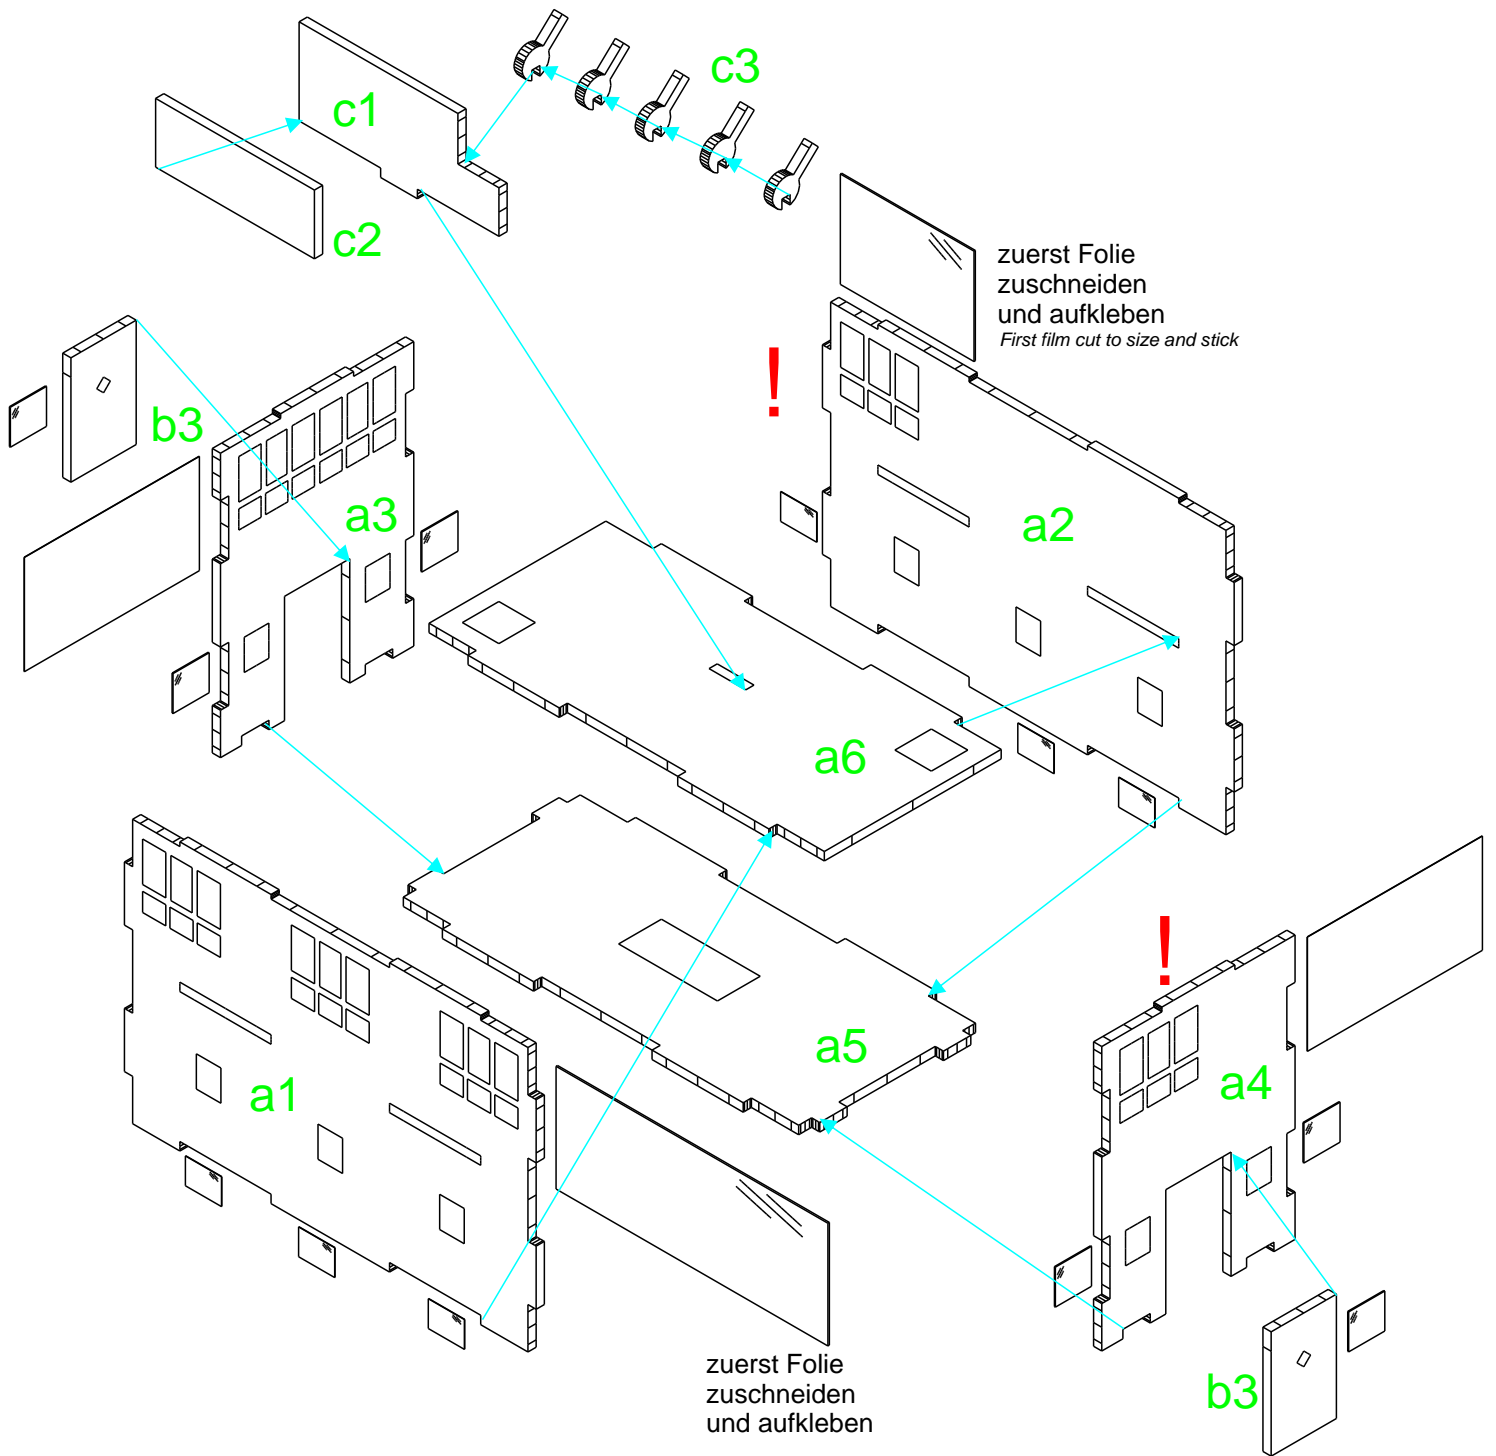 c3
c1
c2
zuerst Folie
zuschneiden
und aufkleben
First film cut to size and stick
!
b3
a3
a2
a6
!
a5
a1
a4
zuerst Folie
zuschneiden
und aufkleben
b3